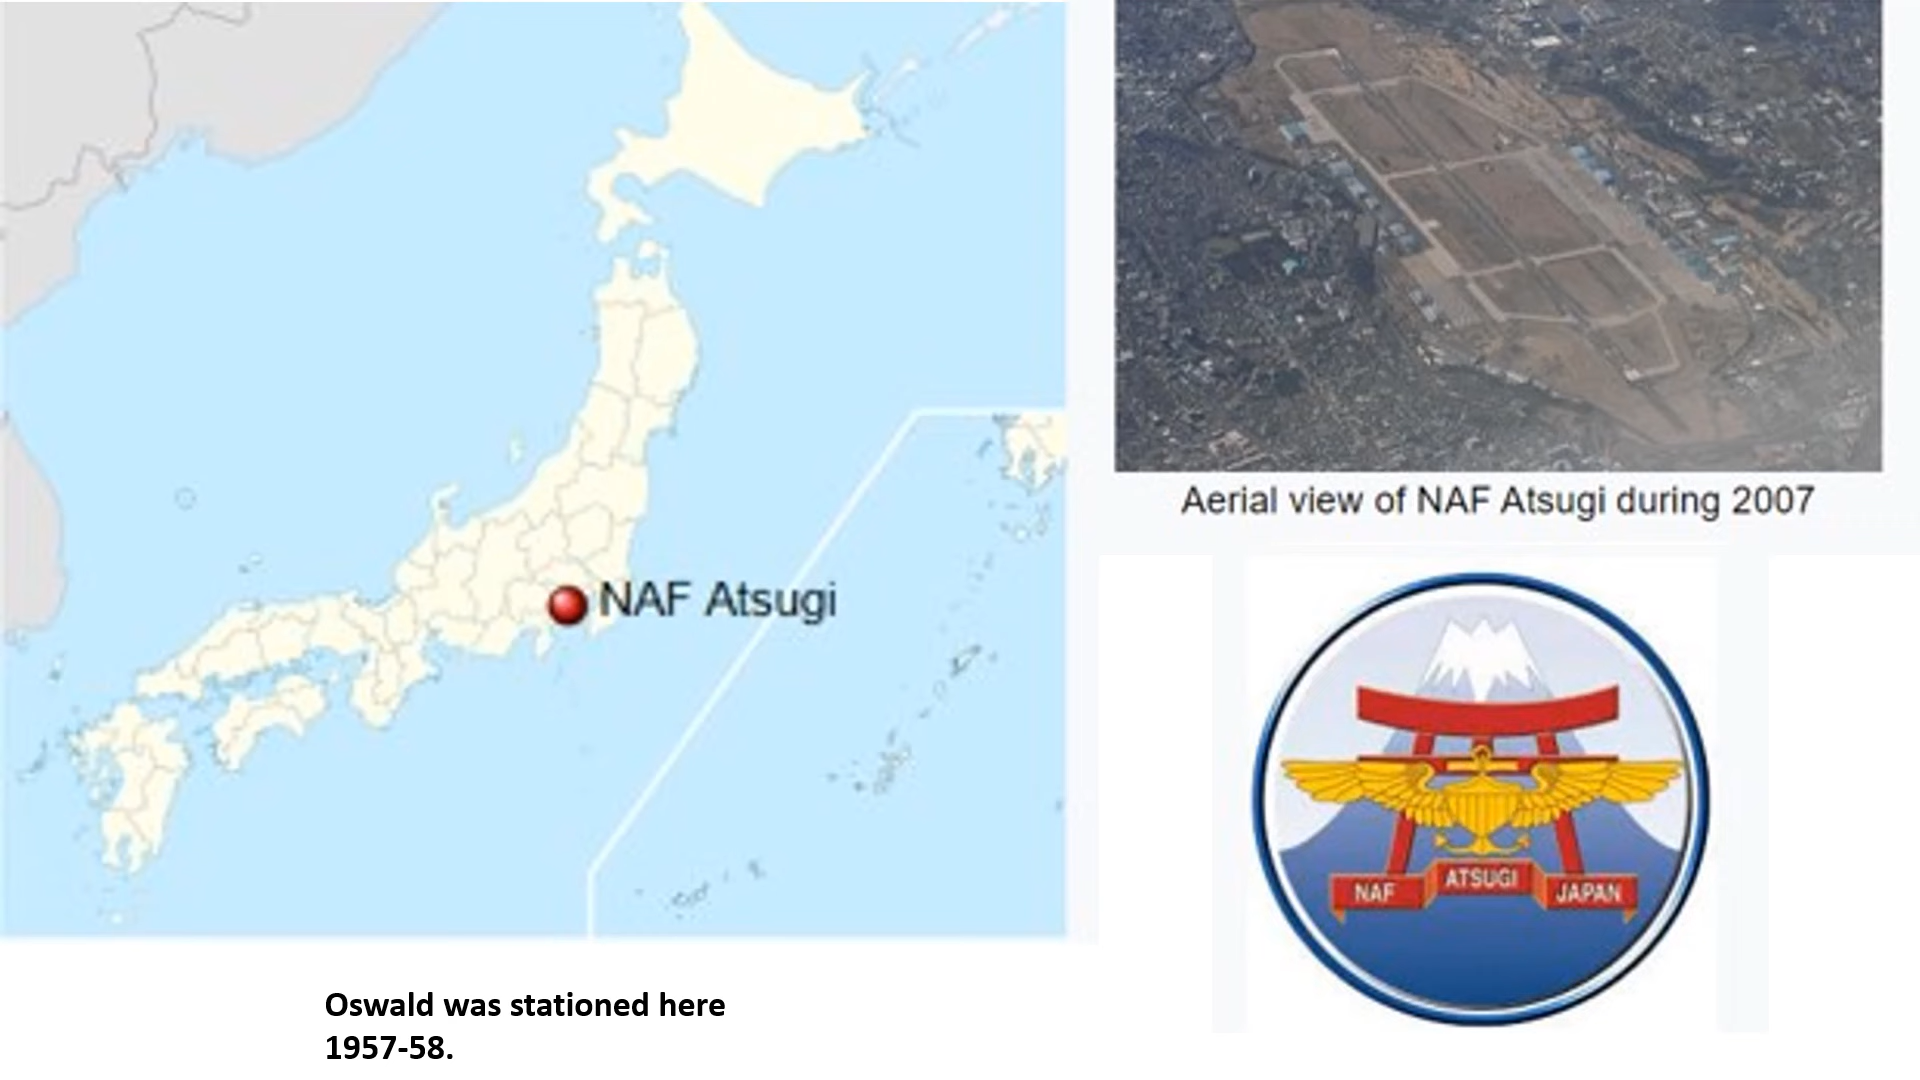 NAF Atsugi
Aerial view of NAF Atsugi during 2007
NAF ATSUGI JAPAN
Oswald was stationed here
1957-58.